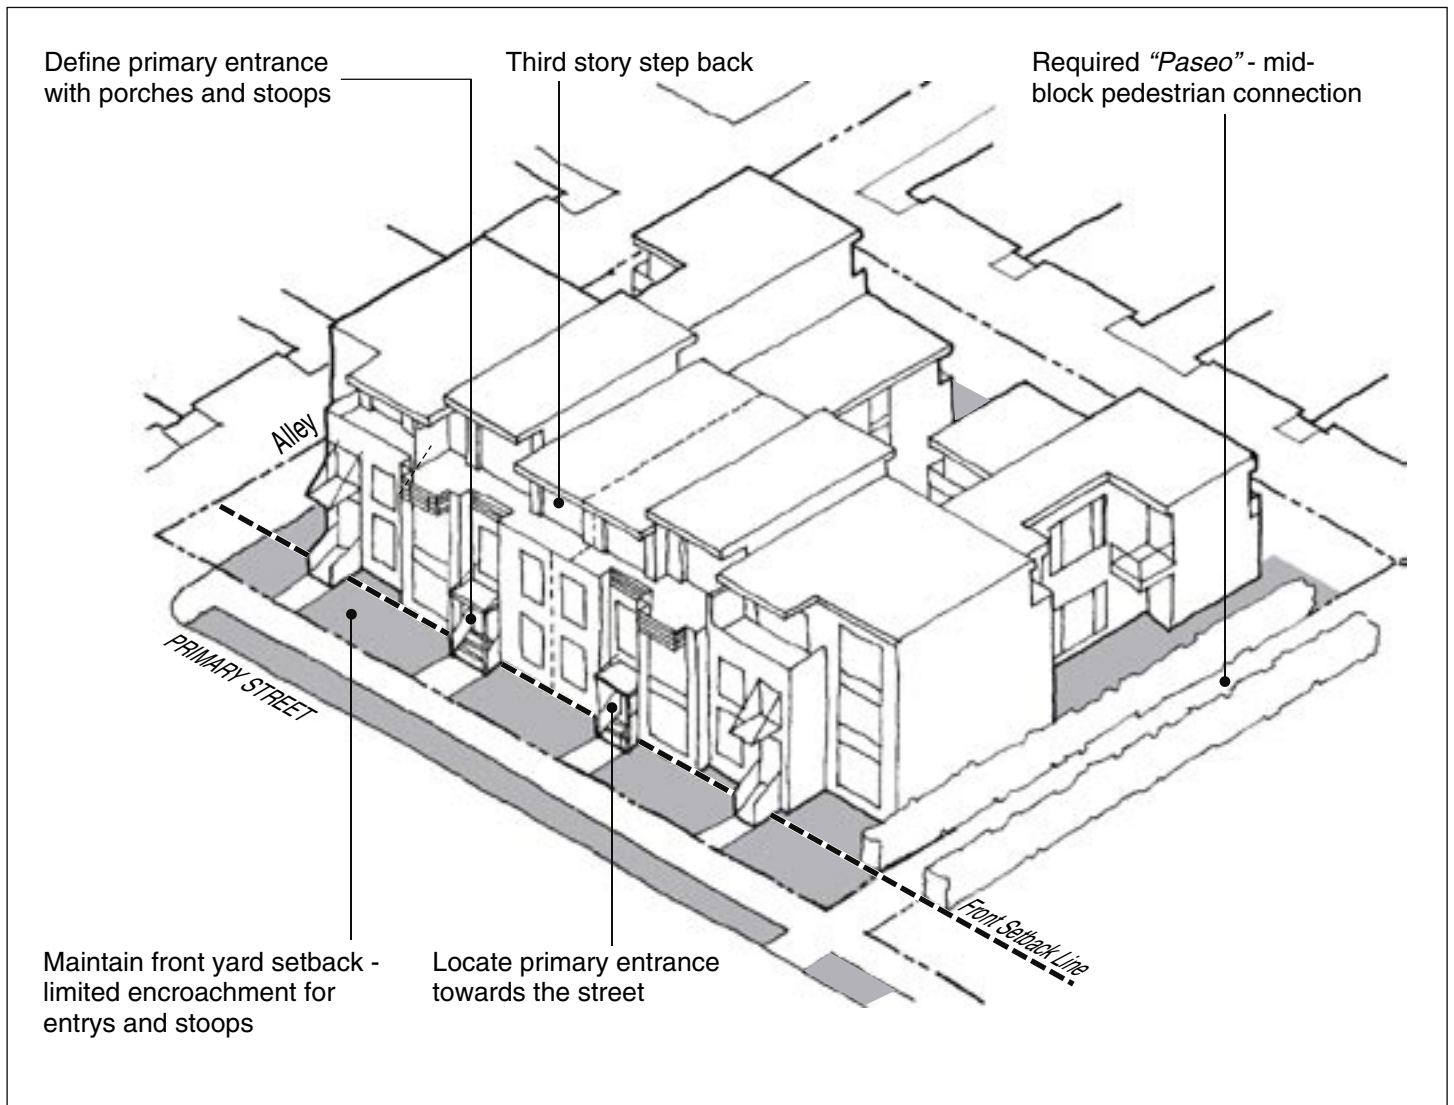 Define primary entrance
with porches and stoops
Third story step back
Required “Paseo” - mid-
block pedestrian connection
Alley
PRIMARY STREET
Front Setback Line
Maintain front yard setback -
limited encroachment for
entrys and stoops
Locate primary entrance
towards the street